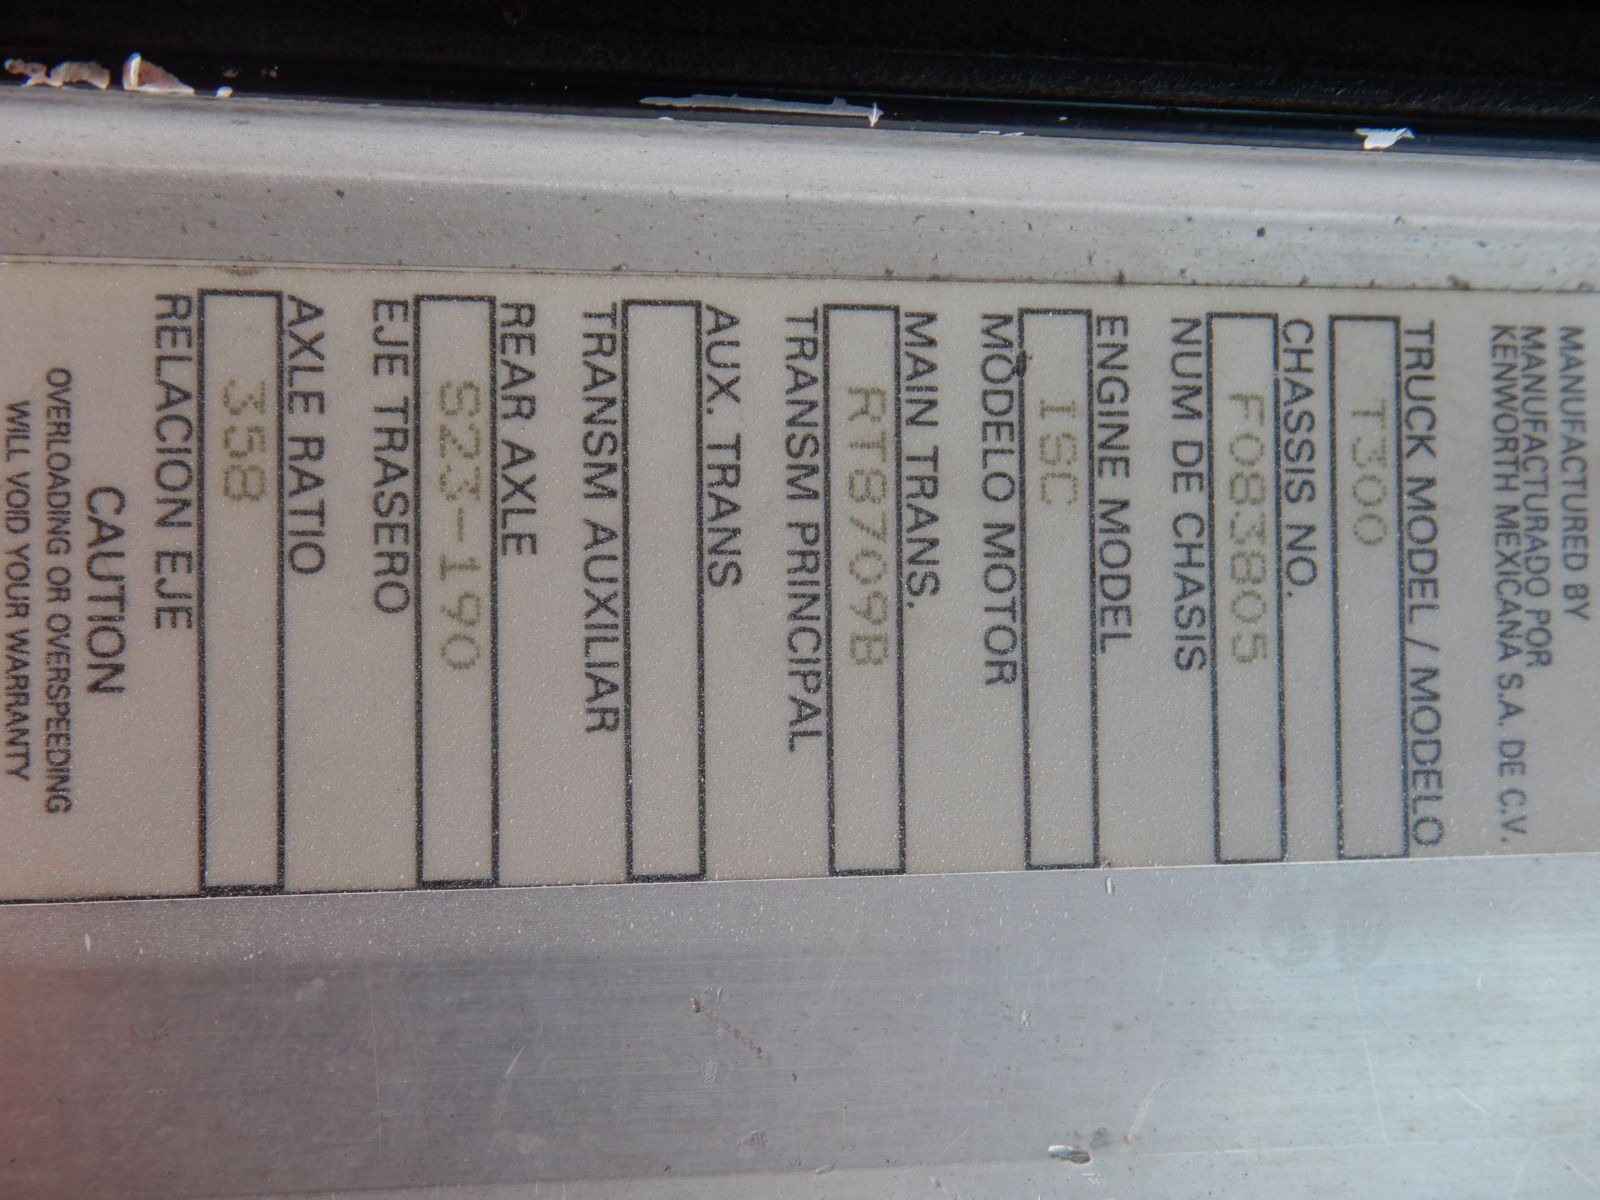 MANUFACTURED BY
MANUFACTURADO POR
KENWORTH MEXICANA S.A. DE C.V.
TRUCK MODEL / MODELO
T300
CHASSIS NO.
F083805
NUM DE CHASIS
ENGINE MODEL
ISC
MODELO MOTOR
MAIN TRANS.
RT8709B
TRANSM PRINCIPAL
AUX. TRANS
TRANSM AUXILIAR
REAR AXLE
S23-190
EJE TRASERO
AXLE RATIO
358
RELACION EJE
CAUTION
OVERLOADING OR OVERSPEEDING
WILL VOID YOUR WARRANTY